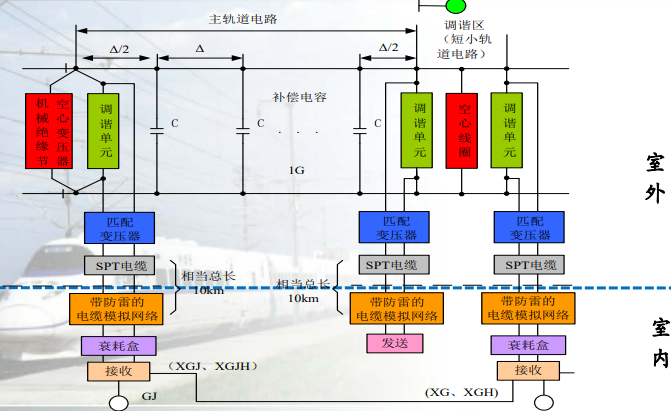 主轨道电路
调谐区
（短小轨
道电路）
Δ/2
Δ
Δ/2
机械绝缘节
空心变压器
调谐单元
C
C
· · ·
C
补偿电容
1G
调谐单元
空心线圈
调谐单元
室外
匹配
变压器
匹配
变压器
匹配
变压器
SPT电缆
SPT电缆
SPT电缆
相当总长
10km
相当总长
10km
带防雷的
电缆模拟网络
带防雷的
电缆模拟网络
带防雷的
电缆模拟网络
室内
衰耗盒
发送
衰耗盒
接收
（XGJ、XGJH）
接收
GJ
(XG、XGH)